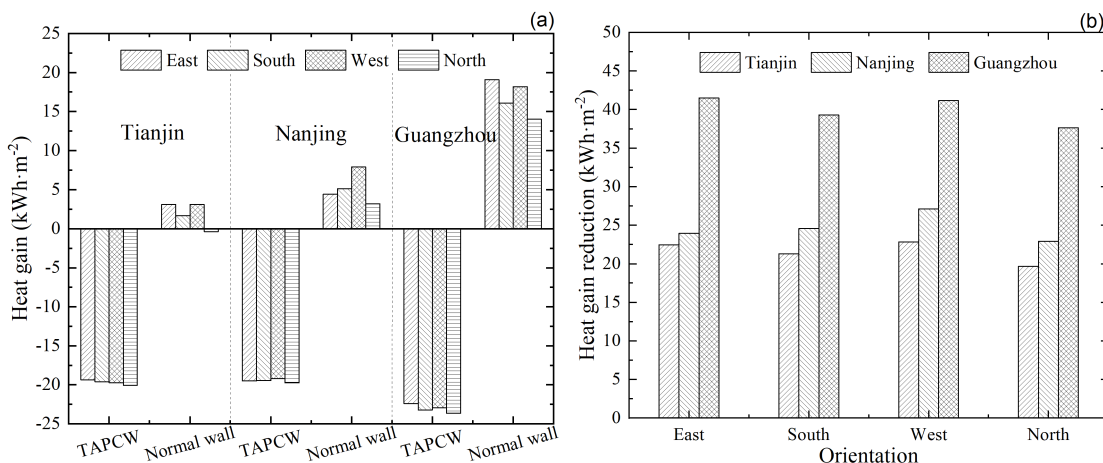 (a)
East South West North
25
20
15
10
5
0
-5
-10
-15
-20
-25
Heat gain (kWh·m⁻²)
Tianjin Nanjing Guangzhou
TAPCW Normal wall TAPCW Normal wall TAPCW Normal wall
(b)
Tianjin Nanjing Guangzhou
50
45
40
35
30
25
20
15
10
5
0
Heat gain reduction (kWh·m⁻²)
East South West North
Orientation